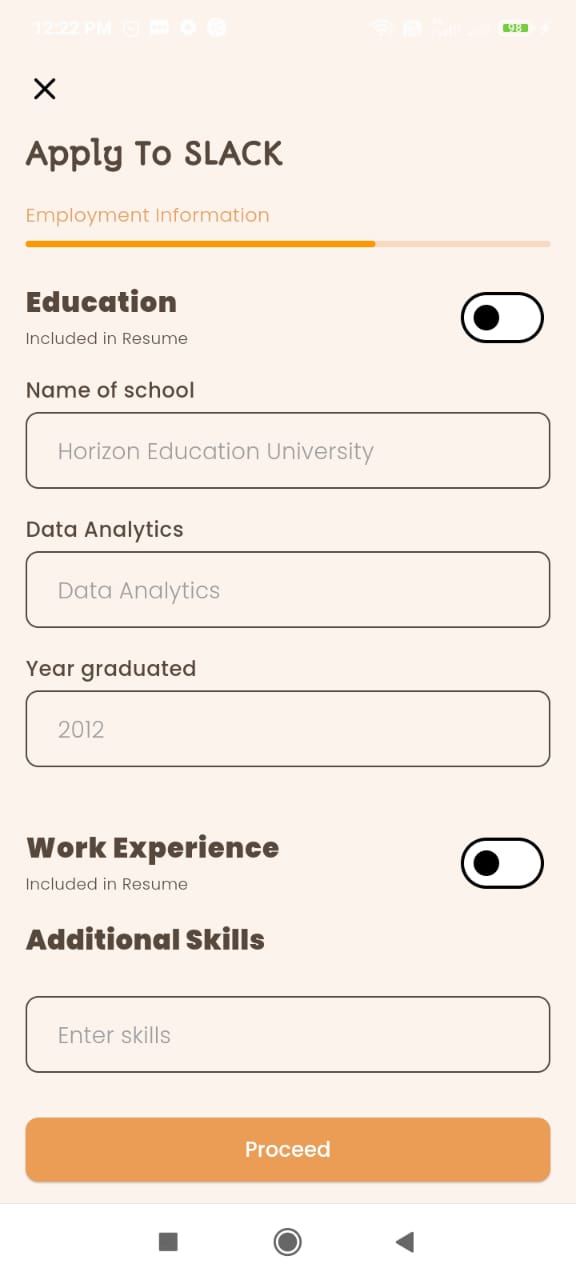 12:22 PM
98
Apply To SLACK
Employment Information
Education
Included in Resume
Name of school
Horizon Education University
Data Analytics
Data Analytics
Year graduated
2012
Work Experience
Included in Resume
Additional Skills
Enter skills
Proceed